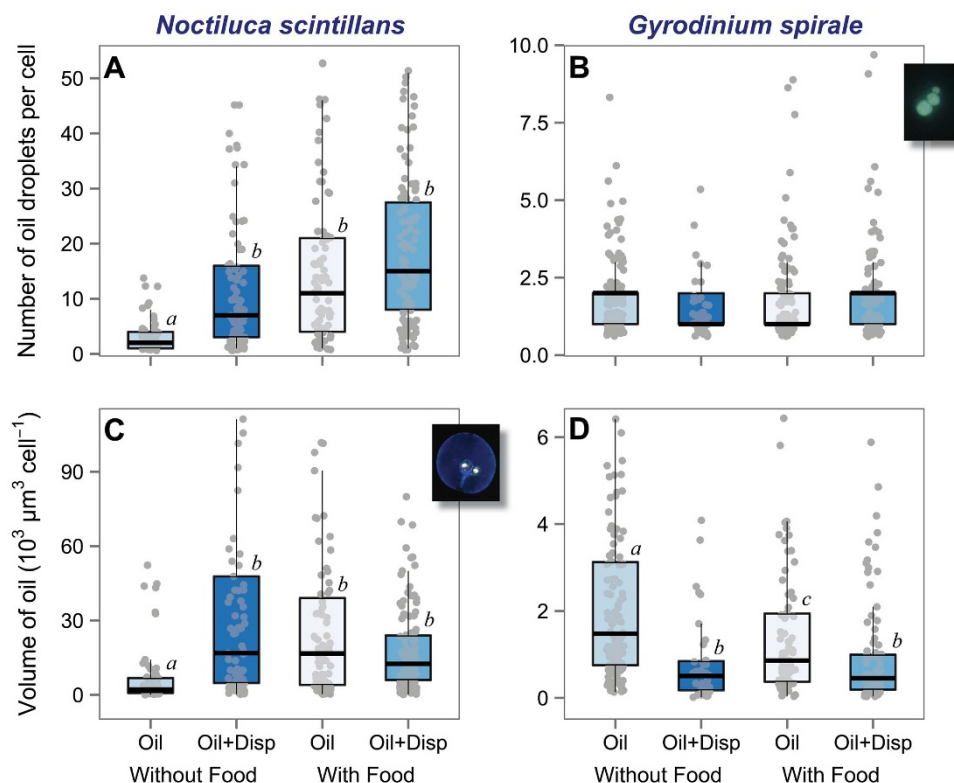 Noctiluca scintillans
Gyrodinium spirale
A
B
Number of oil droplets per cell
50
40
30
20
10
0
a
b
b
b
10.0
7.5
5.0
2.5
0.0
C
D
Volume of oil (10³ µm³ cell⁻¹)
90
60
30
0
a
b
b
b
6
4
2
0
a
b
c
b
Oil Oil+Disp Oil Oil+Disp
Without Food With Food
Oil Oil+Disp Oil Oil+Disp
Without Food With Food